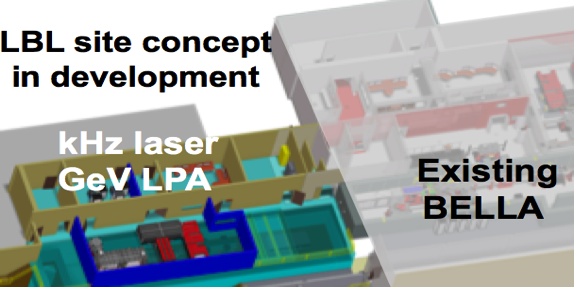 LBL site concept
in development
kHz laser
GeV LPA
Existing
BELLA